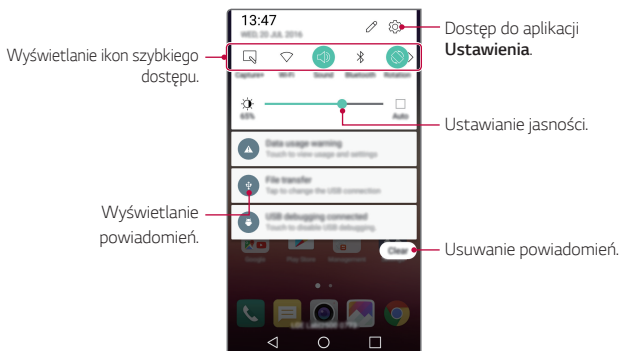 13:47
WED, 20 JUL, 2016
Dostęp do aplikacji
Ustawienia.
Wyświetlanie ikon szybkiego
dostępu.
Capture+ Wi-Fi Sound Bluetooth Rotation
65%
Auto
Ustawianie jasności.
Data usage warning
Touch to view usage and settings
File transfer
Tap to change the USB connection
Wyświetlanie
powiadomień.
USB debugging connected
Touch to disable USB debugging.
Clear
Usuwanie powiadomień.
Google Play Store Management